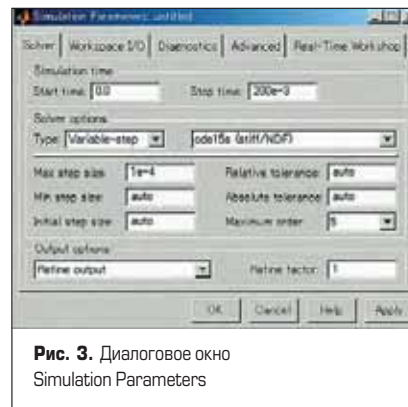 Simulation Parameters: untitled
Solver Workspace I/O Diagnostics Advanced Real-Time Workshop
Simulation time
Start time: 0.0 Stop time: 200e-3
Solver options
Type: Variable-step ode15s (stiff/NDF)
Max step size: 1e-4 Relative tolerance: auto
Min step size: auto Absolute tolerance: auto
Initial step size: auto Maximum order: 5
Output options
Refine output Refine factor: 1
OK Cancel Help Apply
Рис. 3. Диалоговое окно
Simulation Parameters